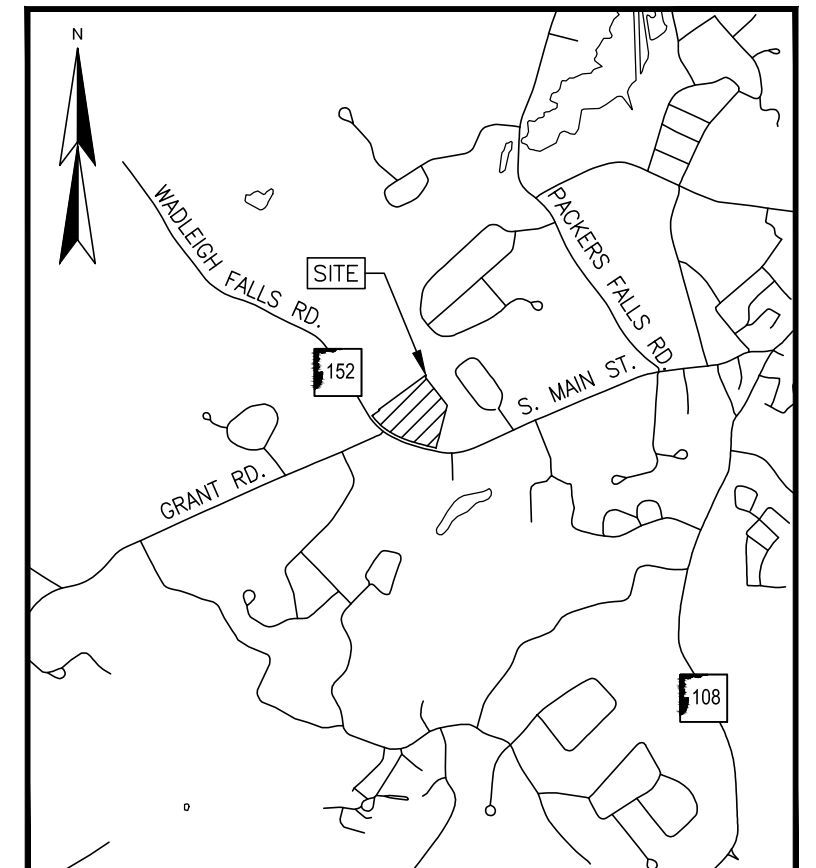 N
PACKERS FALLS RD.
WADLEIGH FALLS RD.
SITE
152
S. MAIN ST.
GRANT RD.
108